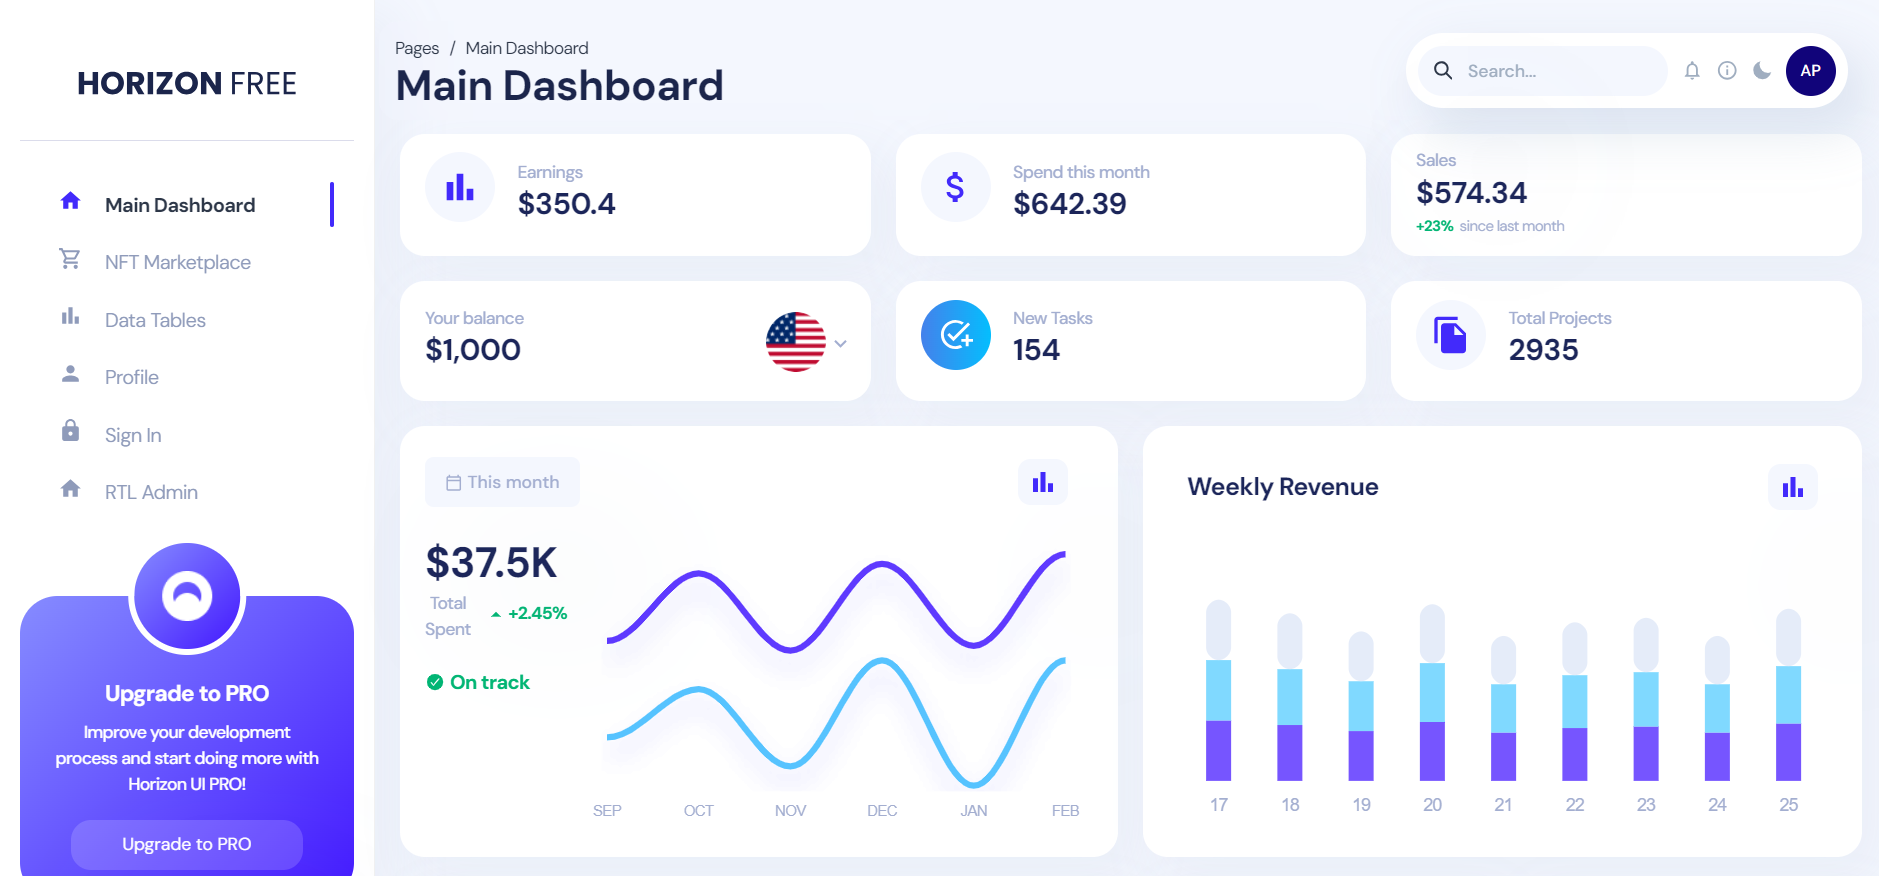 HORIZON FREE
Main Dashboard
NFT Marketplace
Data Tables
Profile
Sign In
RTL Admin
Upgrade to PRO
Improve your development
process and start doing more with
Horizon UI PRO!
Upgrade to PRO
Pages / Main Dashboard
Main Dashboard
Search...
AP
Earnings
$350.4
Spend this month
$642.39
Sales
$574.34
+23% since last month
Your balance
$1,000
New Tasks
154
Total Projects
2935
This month
$37.5K
Total
Spent
+2.45%
On track
SEP OCT NOV DEC JAN FEB
Weekly Revenue
17 18 19 20 21 22 23 24 25